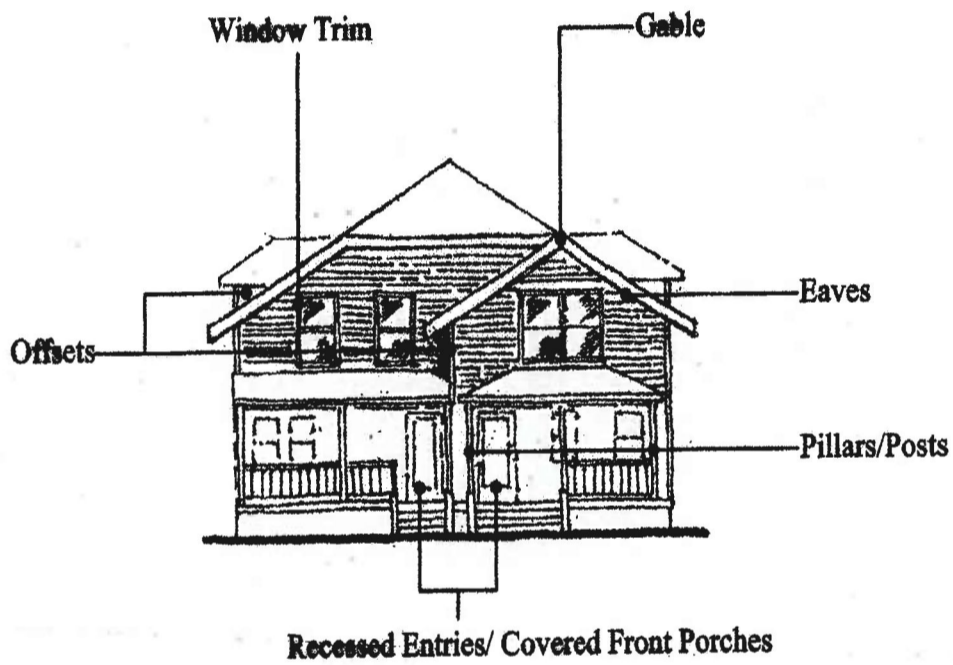 Window Trim
Gable
Eaves
Offsets
Pillars/Posts
Recessed Entries/ Covered Front Porches